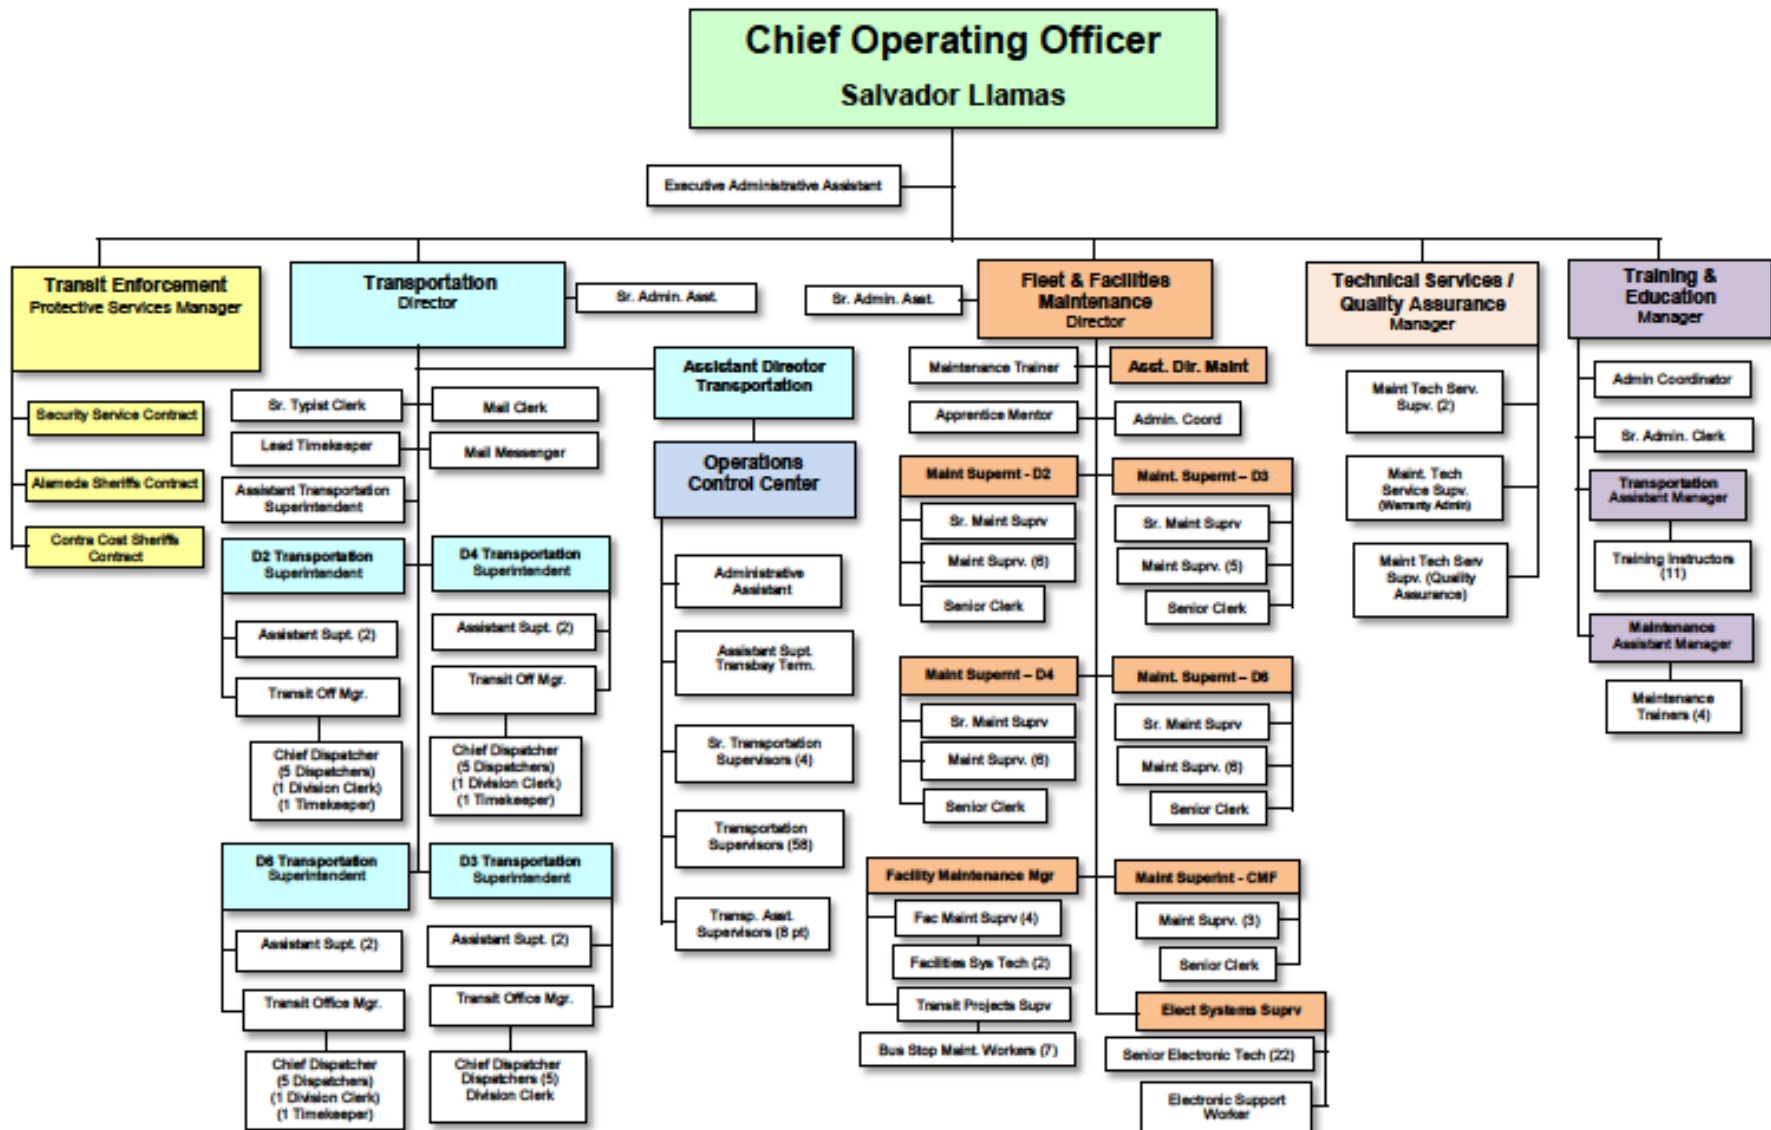 Chief Operating Officer
Salvador Llamas
Executive Administrative Assistant
Transit Enforcement
Protective Services Manager
Security Service Contract
Alameda Sheriffs Contract
Contra Cost Sheriffs
Contract
Transportation
Director
Sr. Admin. Asst.
Sr. Typist Clerk
Mail Clerk
Lead Timekeeper
Mail Messenger
Assistant Transportation
Superintendent
D2 Transportation
Superintendent
Assistant Supt. (2)
Transit Off Mgr.
Chief Dispatcher
(5 Dispatchers)
(1 Division Clerk)
(1 Timekeeper)
D4 Transportation
Superintendent
Assistant Supt. (2)
Transit Off Mgr.
Chief Dispatcher
(5 Dispatchers)
(1 Division Clerk)
(1 Timekeeper)
D6 Transportation
Superintendent
Assistant Supt. (2)
Transit Office Mgr.
Chief Dispatcher
(5 Dispatchers)
(1 Division Clerk)
(1 Timekeeper)
D3 Transportation
Superintendent
Assistant Supt. (2)
Transit Office Mgr.
Chief Dispatcher
Dispatchers (5)
Division Clerk
Assistant Director
Transportation
Operations
Control Center
Administrative
Assistant
Assistant Supt.
Transbay Term.
Sr. Transportation
Supervisors (4)
Transportation
Supervisors (58)
Transp. Asst.
Supervisors (8 pt)
Sr. Admin. Asst.
Fleet & Facilities
Maintenance
Director
Maintenance Trainer
Asst. Dir. Maint
Apprentice Mentor
Admin. Coord
Maint Supernt - D2
Sr. Maint Suprv
Maint Suprv. (6)
Senior Clerk
Maint. Supernt – D3
Sr. Maint Suprv
Maint Suprv. (5)
Senior Clerk
Maint Supernt – D4
Sr. Maint Suprv
Maint Suprv. (6)
Senior Clerk
Maint. Supernt – D6
Sr. Maint Suprv
Maint Suprv. (6)
Senior Clerk
Facility Maintenance Mgr
Fac Maint Suprv (4)
Facilities Sys Tech (2)
Transit Projects Supv
Bus Stop Maint. Workers (7)
Maint Superint - CMF
Maint Suprv. (3)
Senior Clerk
Elect Systems Suprv
Senior Electronic Tech (22)
Electronic Support
Worker
Technical Services /
Quality Assurance
Manager
Maint Tech Serv.
Supv. (2)
Maint. Tech
Service Supv.
(Warranty Admin)
Maint Tech Serv
Supv. (Quality
Assurance)
Training &
Education
Manager
Admin Coordinator
Sr. Admin. Clerk
Transportation
Assistant Manager
Training Instructors
(11)
Maintenance
Assistant Manager
Maintenance
Trainers (4)